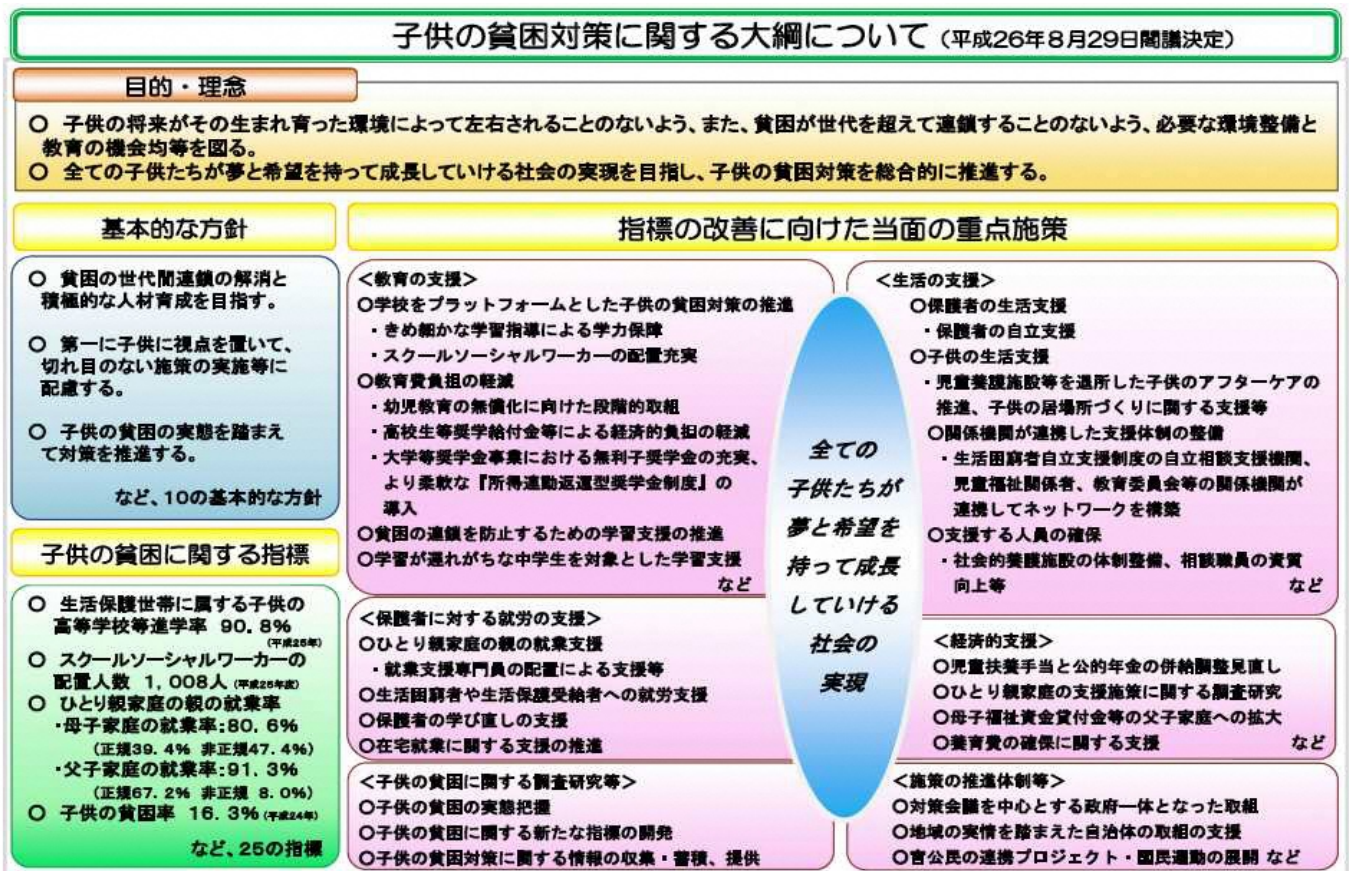 子供の貧困対策に関する大綱について（平成26年8月29日閣議決定）
目的・理念
○ 子供の将来がその生まれ育った環境によって左右されることのないよう、また、貧困が世代を超えて連鎖することのないよう、必要な環境整備と
教育の機会均等を図る。
○ 全ての子供たちが夢と希望を持って成長していける社会の実現を目指し、子供の貧困対策を総合的に推進する。
基本的な方針
○ 貧困の世代間連鎖の解消と
積極的な人材育成を目指す。
○ 第一に子供に視点を置いて、
切れ目のない施策の実施等に
配慮する。
○ 子供の貧困の実態を踏まえ
て対策を推進する。
など、10の基本的な方針
子供の貧困に関する指標
○ 生活保護世帯に属する子供の
高等学校等進学率 90.8%
(平成25年)
○ スクールソーシャルワーカーの
配置人数 1,008人（平成25年度）
○ ひとり親家庭の親の就業率
・母子家庭の就業率:80.6%
（正規39.4% 非正規47.4%）
・父子家庭の就業率:91.3%
（正規67.2% 非正規 8.0%）
○ 子供の貧困率 16.3%（平成24年）
など、25の指標
指標の改善に向けた当面の重点施策
＜教育の支援＞
○学校をプラットフォームとした子供の貧困対策の推進
・きめ細かな学習指導による学力保障
・スクールソーシャルワーカーの配置充実
○教育費負担の軽減
・幼児教育の無償化に向けた段階的取組
・高校生等奨学給付金等による経済的負担の軽減
・大学等奨学金事業における無利子奨学金の充実、
より柔軟な『所得連動返還型奨学金制度』の
導入
○貧困の連鎖を防止するための学習支援の推進
○学習が遅れがちな中学生を対象とした学習支援
など
＜保護者に対する就労の支援＞
○ひとり親家庭の親の就業支援
・就業支援専門員の配置による支援等
○生活困窮者や生活保護受給者への就労支援
○保護者の学び直しの支援
○在宅就業に関する支援の推進
＜子供の貧困に関する調査研究等＞
○子供の貧困の実態把握
○子供の貧困に関する新たな指標の開発
○子供の貧困対策に関する情報の収集・蓄積、提供
全ての
子供たちが
夢と希望を
持って成長
していける
社会の
実現
＜生活の支援＞
○保護者の生活支援
・保護者の自立支援
○子供の生活支援
・児童養護施設等を退所した子供のアフターケアの
推進、子供の居場所づくりに関する支援等
○関係機関が連携した支援体制の整備
・生活困窮者自立支援制度の自立相談支援機関、
児童福祉関係者、教育委員会等の関係機関が
連携してネットワークを構築
○支援する人員の確保
・社会的養護施設の体制整備、相談職員の資質
向上等 など
＜経済的支援＞
○児童扶養手当と公的年金の併給調整見直し
○ひとり親家庭の支援施策に関する調査研究
○母子福祉資金貸付金等の父子家庭への拡大
○養育費の確保に関する支援 など
＜施策の推進体制等＞
○対策会議を中心とする政府一体となった取組
○地域の実情を踏まえた自治体の取組の支援
○官公民の連携プロジェクト・国民運動の展開 など